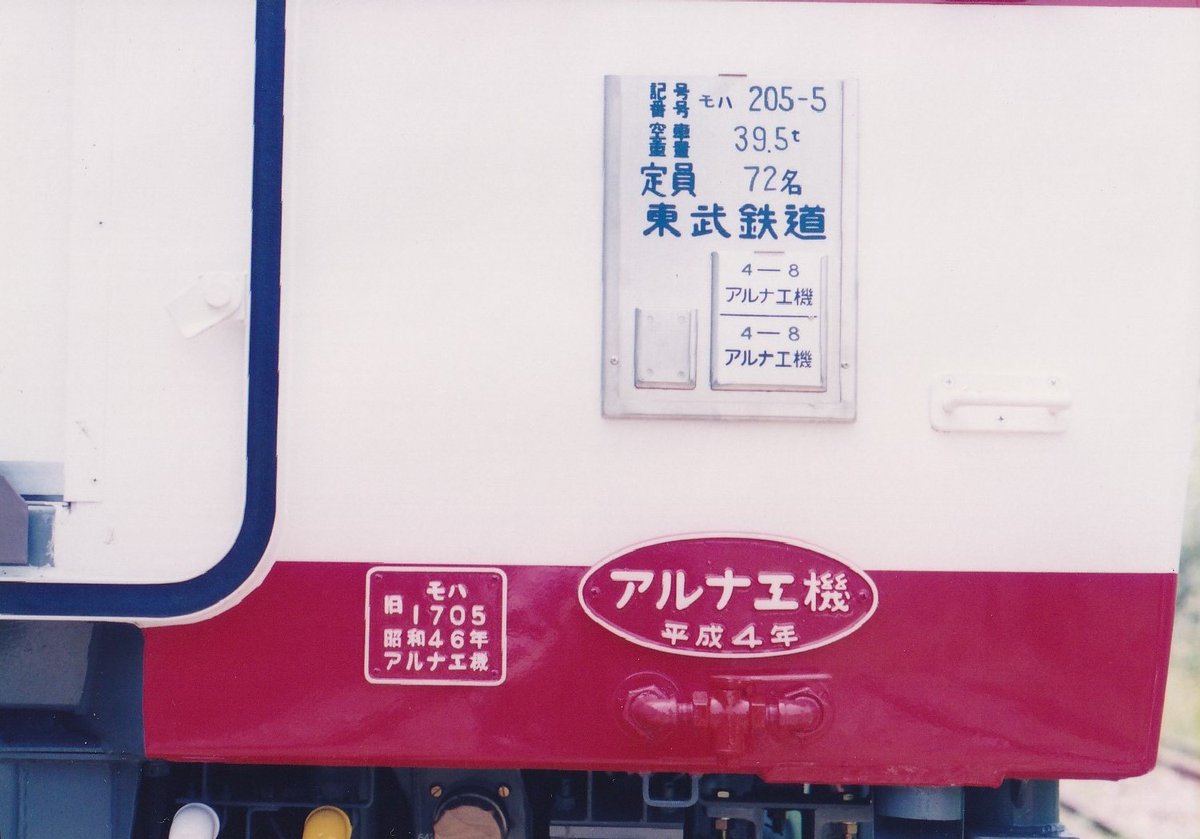 記号番号 モハ 205-5
空車重量 39.5t
定員 72名
東武鉄道
4―8
アルナ工機
4―8
アルナ工機
アルナ工機
平成4年
モハ
旧 1705
昭和46年
アルナ工機